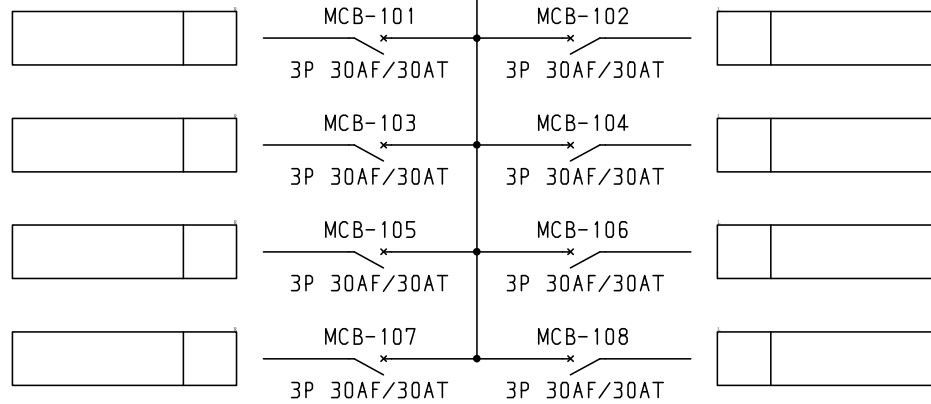 MCB-101 MCB-102
3P 30AF/30AT 3P 30AF/30AT
MCB-103 MCB-104
3P 30AF/30AT 3P 30AF/30AT
MCB-105 MCB-106
3P 30AF/30AT 3P 30AF/30AT
MCB-107 MCB-108
3P 30AF/30AT 3P 30AF/30AT